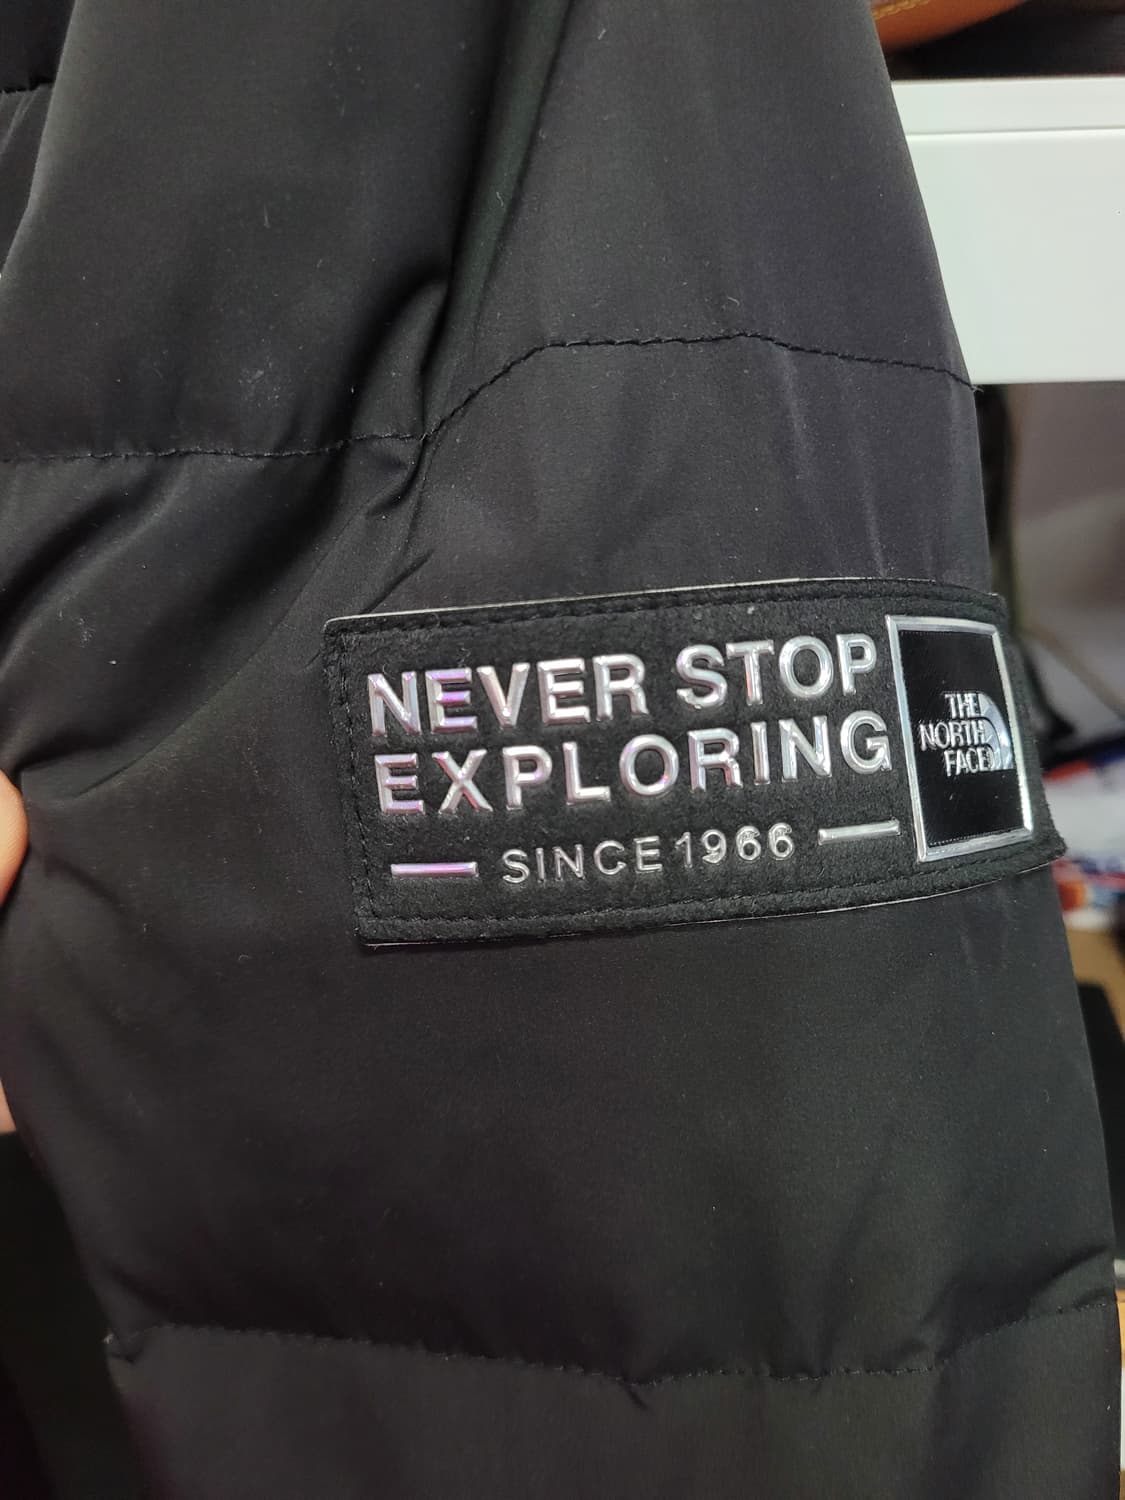 NEVER STOP
EXPLORING
SINCE 1966
THE
NORTH
FACE